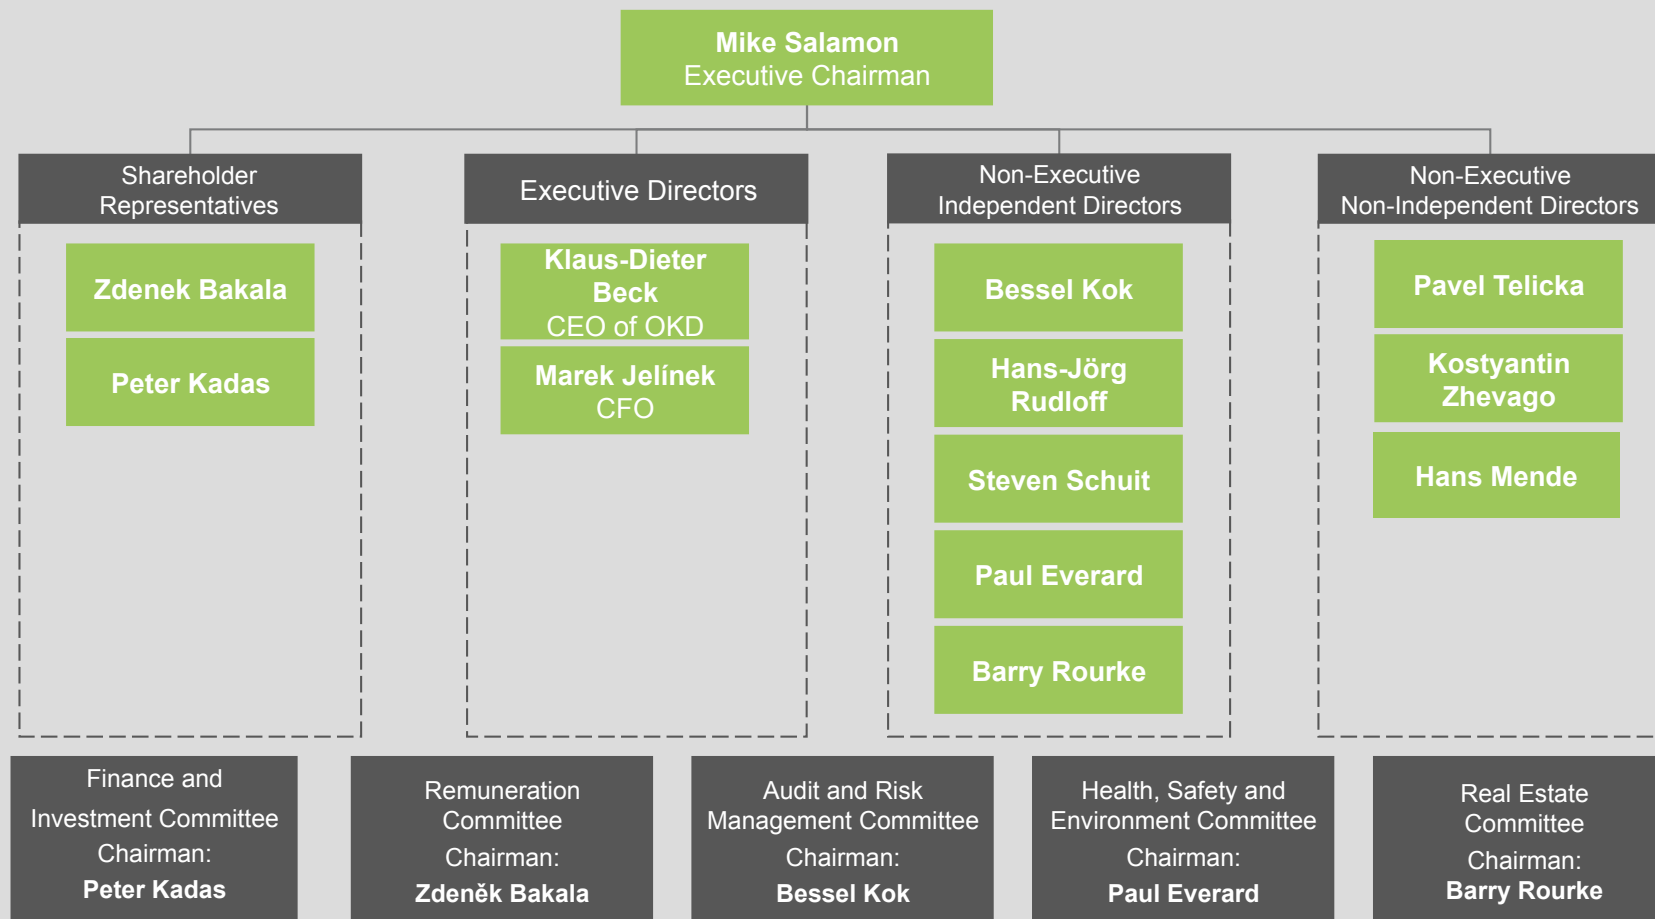 Mike Salamon
Executive Chairman
Shareholder
Representatives
Zdenek Bakala
Peter Kadas
Executive Directors
Klaus-Dieter
Beck
CEO of OKD
Marek Jelínek
CFO
Non-Executive
Independent Directors
Bessel Kok
Hans-Jörg
Rudloff
Steven Schuit
Paul Everard
Barry Rourke
Non-Executive
Non-Independent Directors
Pavel Telicka
Kostyantin
Zhevago
Hans Mende
Finance and
Investment Committee
Chairman:
Peter Kadas
Remuneration
Committee
Chairman:
Zdeněk Bakala
Audit and Risk
Management Committee
Chairman:
Bessel Kok
Health, Safety and
Environment Committee
Chairman:
Paul Everard
Real Estate
Committee
Chairman:
Barry Rourke